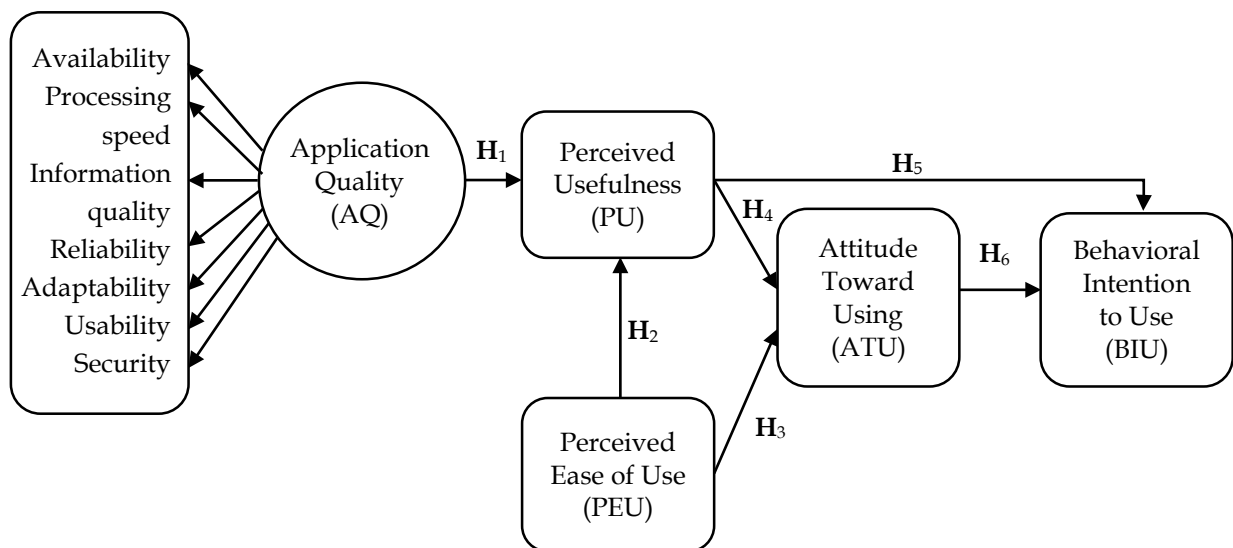 Availability
Processing
speed
Information
quality
Reliability
Adaptability
Usability
Security
Application
Quality
(AQ)
H₁
Perceived
Usefulness
(PU)
H₂
Perceived
Ease of Use
(PEU)
H₃
H₄
H₅
Attitude
Toward
Using
(ATU)
H₆
Behavioral
Intention
to Use
(BIU)